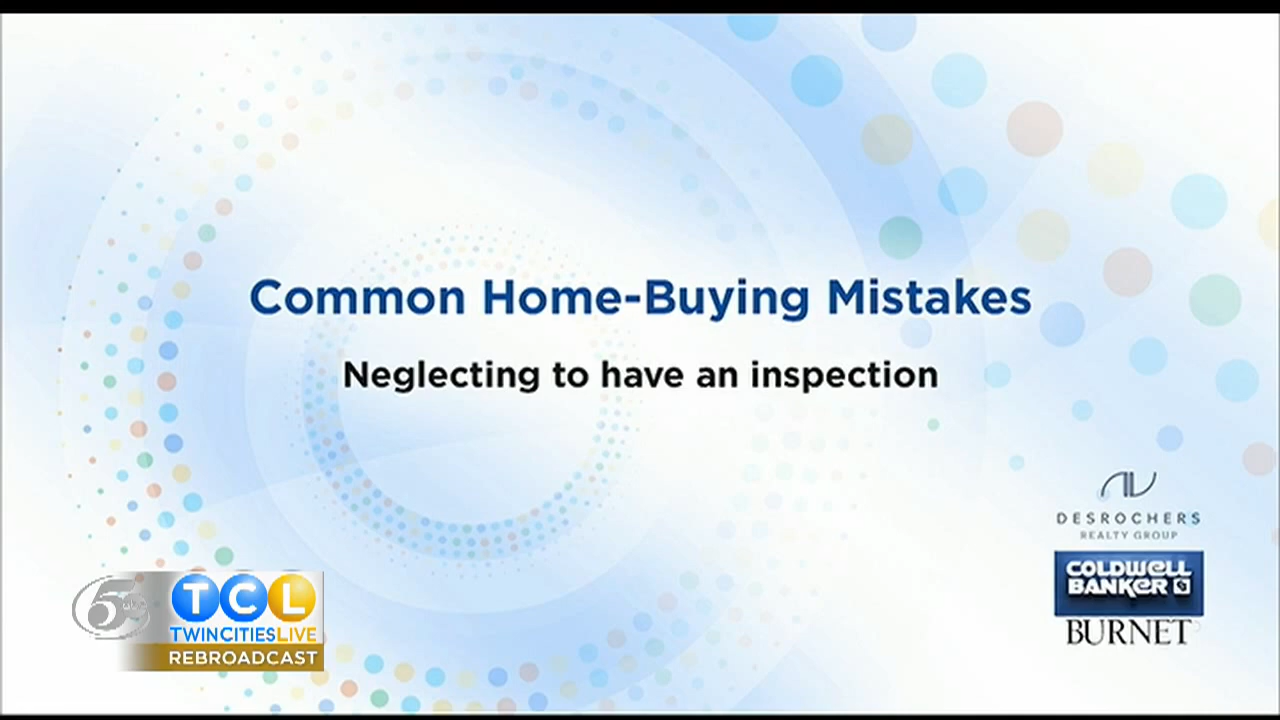 Common Home-Buying Mistakes
Neglecting to have an inspection
DESROCHERS
REALTY GROUP
COLDWELL
BANKER
BURNET
5 abc
TCL
TWINCITIESLIVE
REBROADCAST